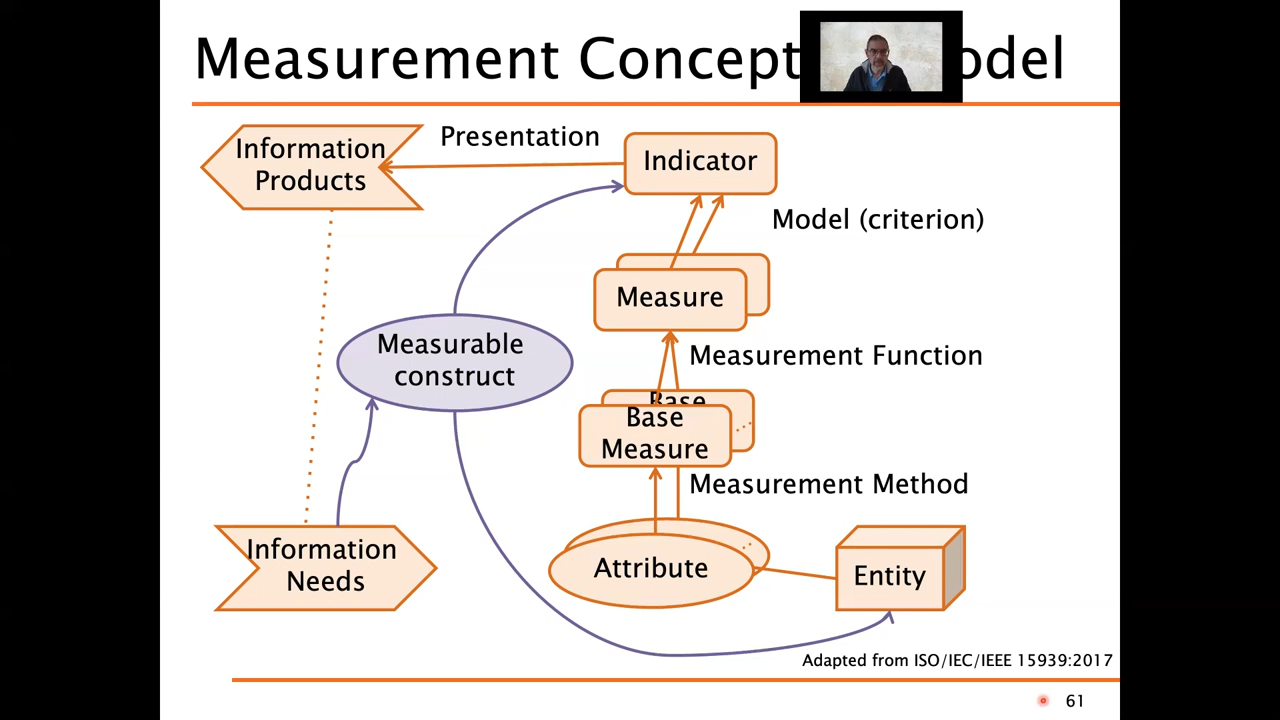 Measurement Concept odel
Information
Products
Presentation
Indicator
Model (criterion)
Measure
Measurable
construct
Measurement Function
Base
Base
Measure
Measurement Method
Information
Needs
Attribute
Entity
Adapted from ISO/IEC/IEEE 15939:2017
61